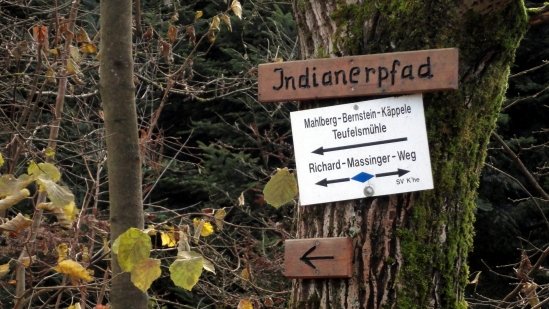 Indianerpfad
Mahlberg-Bernstein-Käppele
Teufelsmühle
Richard-Massinger-Weg
SV K'he